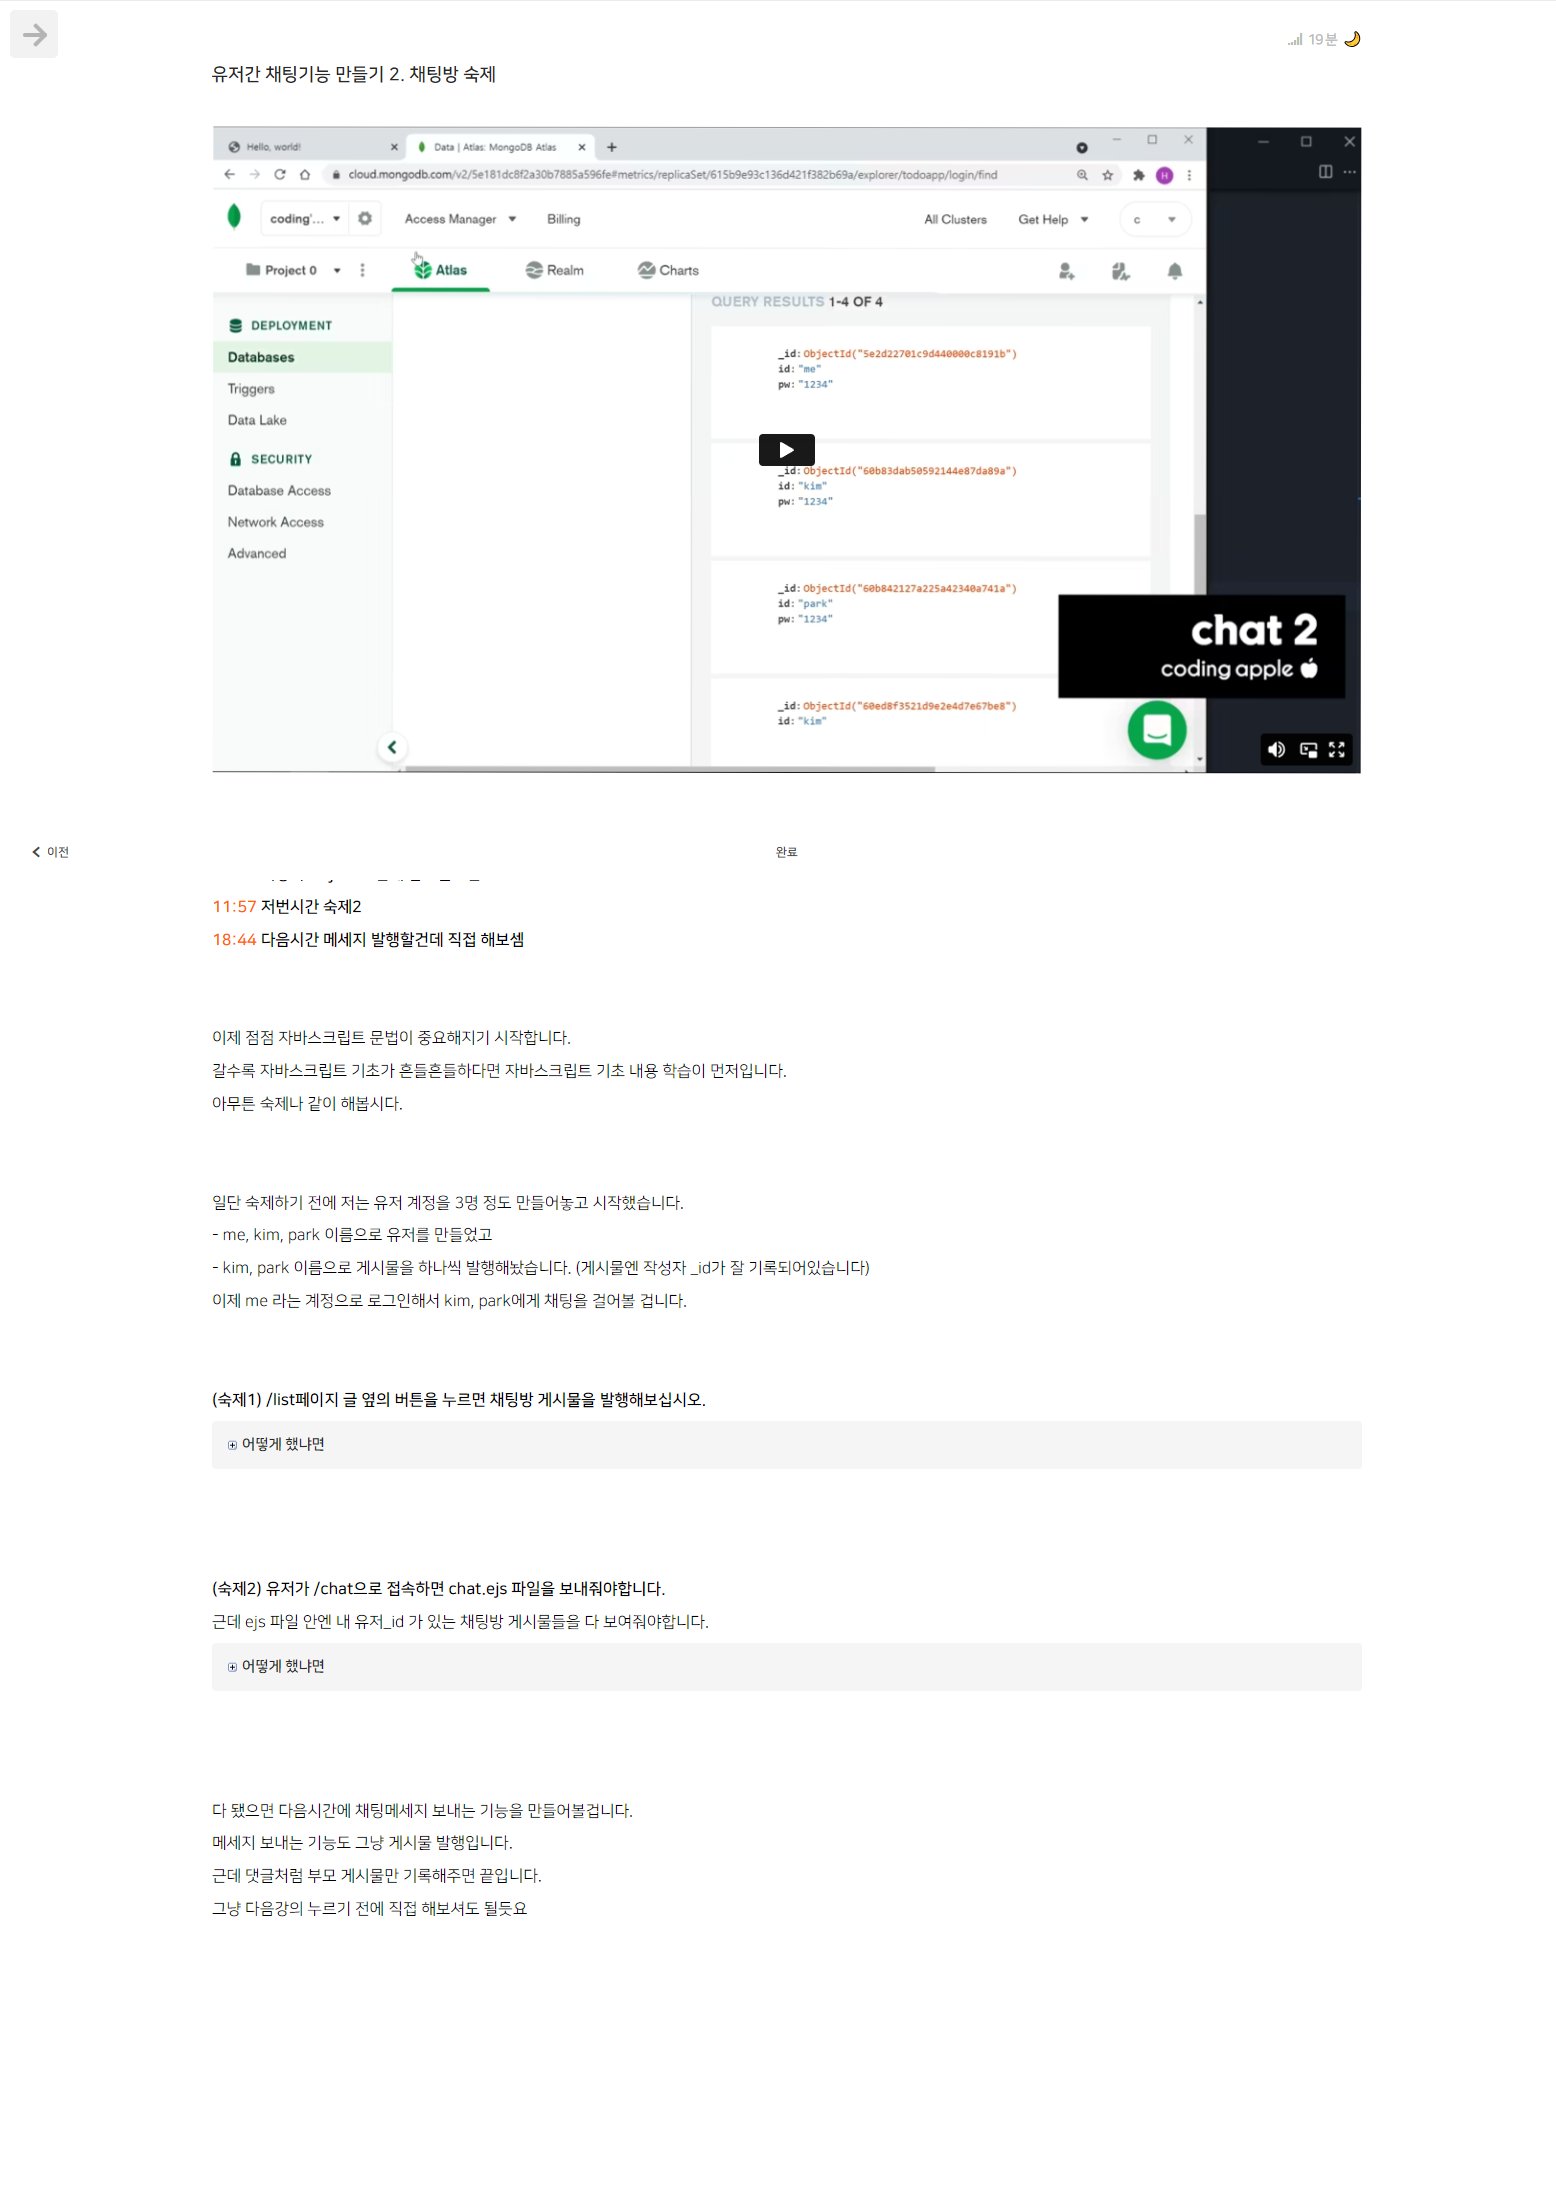 19분
유저간 채팅기능 만들기 2. 채팅방 숙제
Hello, world!
Data | Atlas: MongoDB Atlas
cloud.mongodb.com/v2/5e181dc8f2a30b7885a596fe#metrics/replicaSet/615b9e93c136d421f382b69a/explorer/todoapp/login/find
H
coding'...
Access Manager
Billing
All Clusters
Get Help
c
Project 0
Atlas
Realm
Charts
QUERY RESULTS 1-4 OF 4
DEPLOYMENT
Databases
Triggers
Data Lake
SECURITY
Database Access
Network Access
Advanced
_id: ObjectId("5e2d22701c9d440000c8191b")
id: "me"
pw: "1234"
_id: ObjectId("60b83dab50592144e87da89a")
id: "kim"
pw: "1234"
_id: ObjectId("60b842127a225a42340a741a")
id: "park"
pw: "1234"
_id: ObjectId("60ed8f3521d9e2e4d7e67be8")
id: "kim"
chat 2
coding apple
이전
완료
11:57 저번시간 숙제2
18:44 다음시간 메세지 발행할건데 직접 해보셈
이제 점점 자바스크립트 문법이 중요해지기 시작합니다.
갈수록 자바스크립트 기초가 흔들흔들하다면 자바스크립트 기초 내용 학습이 먼저입니다.
아무튼 숙제나 같이 해봅시다.
일단 숙제하기 전에 저는 유저 계정을 3명 정도 만들어놓고 시작했습니다.
- me, kim, park 이름으로 유저를 만들었고
- kim, park 이름으로 게시물을 하나씩 발행해놨습니다. (게시물엔 작성자 _id가 잘 기록되어있습니다)
이제 me 라는 계정으로 로그인해서 kim, park에게 채팅을 걸어볼 겁니다.
(숙제1) /list페이지 글 옆의 버튼을 누르면 채팅방 게시물을 발행해보십시오.
어떻게 했냐면
(숙제2) 유저가 /chat으로 접속하면 chat.ejs 파일을 보내줘야합니다.
근데 ejs 파일 안엔 내 유저_id 가 있는 채팅방 게시물들을 다 보여줘야합니다.
어떻게 했냐면
다 됐으면 다음시간에 채팅메세지 보내는 기능을 만들어볼겁니다.
메세지 보내는 기능도 그냥 게시물 발행입니다.
근데 댓글처럼 부모 게시물만 기록해주면 끝입니다.
그냥 다음강의 누르기 전에 직접 해보셔도 될듯요